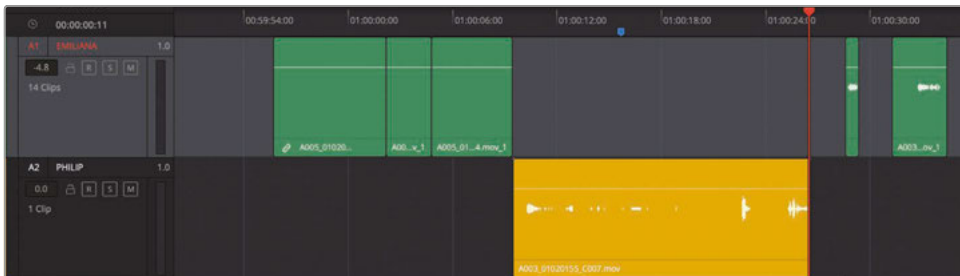 00:00:00:11
00:59:54:00
01:00:00:00
01:00:06:00
01:00:12:00
01:00:18:00
01:00:24:00
01:00:30:00
A1 EMILIANA 1.0
-4.8 R S M
14 Clips
A005_01020...
A00...v_1
A005_01...4.mov_1
A003...ov_1
A2 PHILIP 1.0
0.0 R S M
1 Clip
A003_01020155_C007.mov